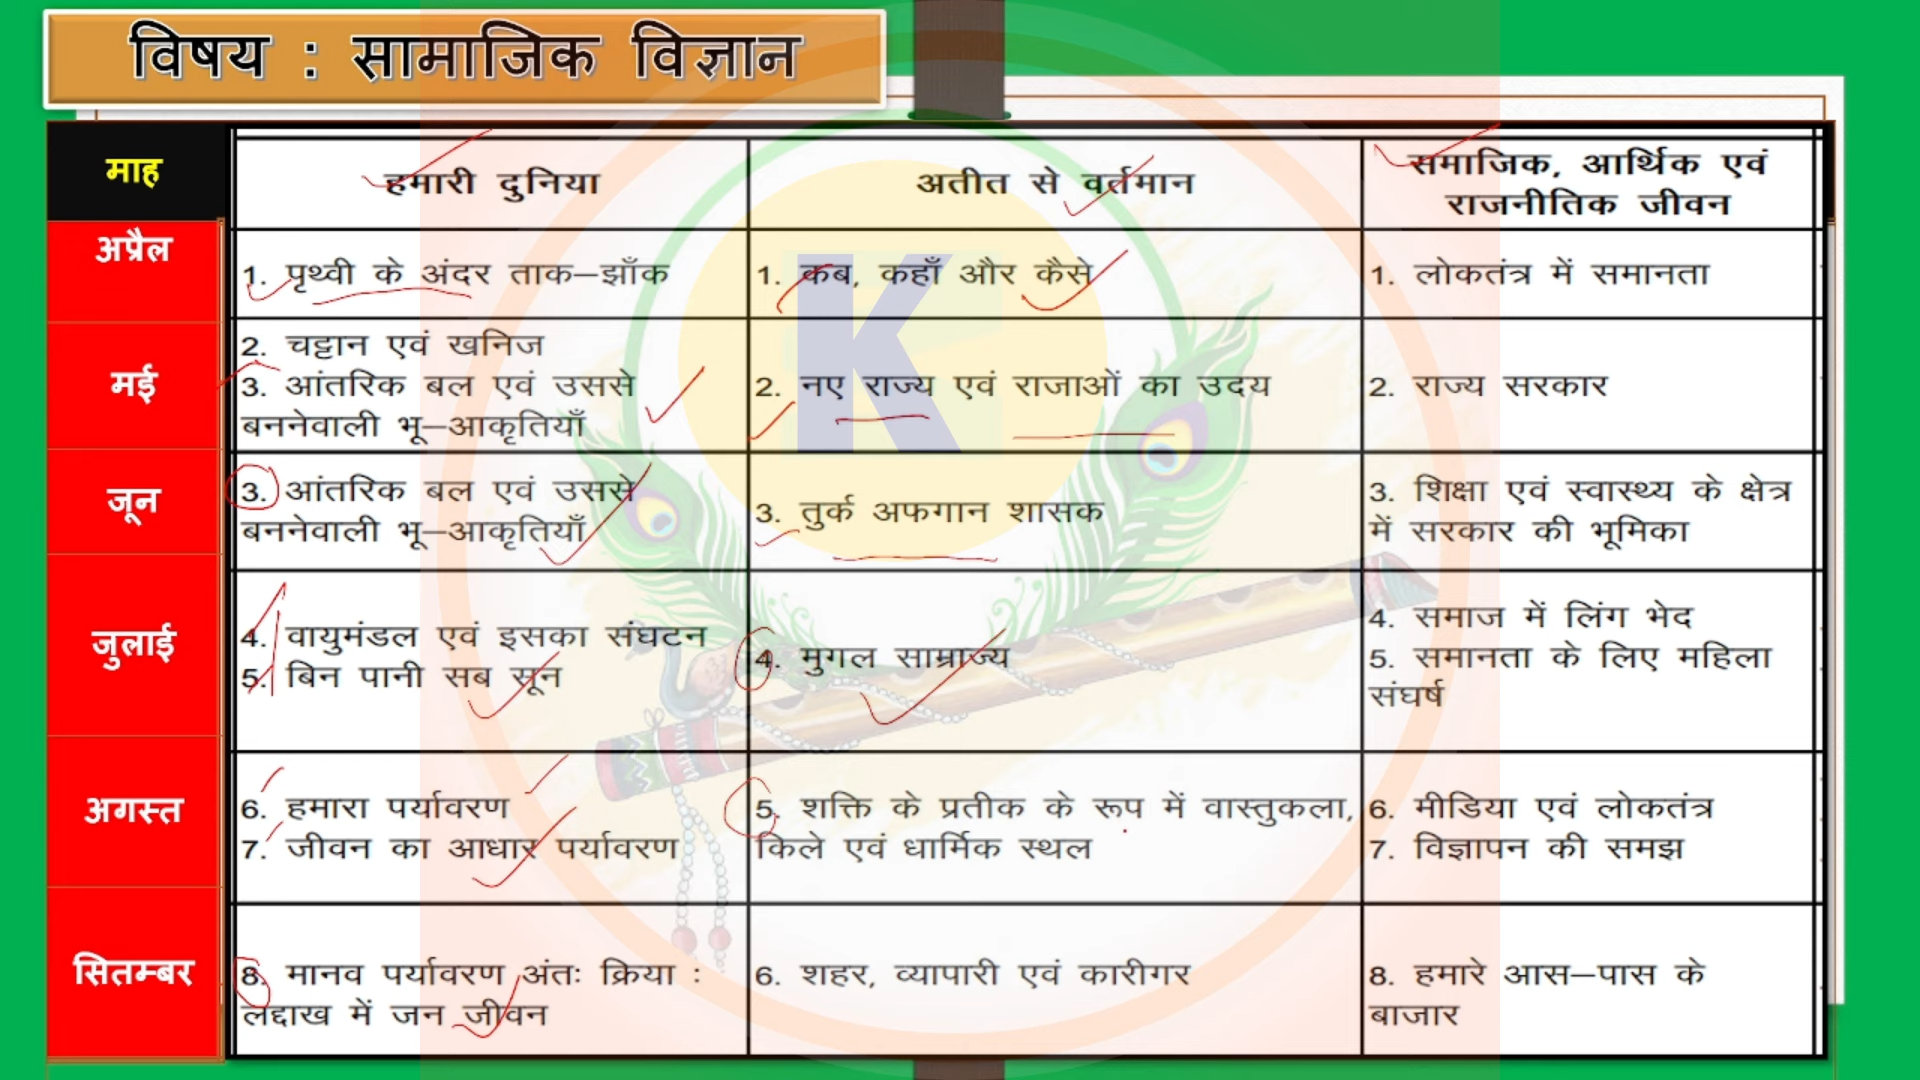 विषय : सामाजिक विज्ञान
माह
हमारी दुनिया
अतीत से वर्तमान
समाजिक, आर्थिक एवं
राजनीतिक जीवन
अप्रैल
1. पृथ्वी के अंदर ताक–झाँक
1. कब, कहाँ और कैसे
1. लोकतंत्र में समानता
मई
2. चट्टान एवं खनिज
3. आंतरिक बल एवं उससे
बननेवाली भू–आकृतियाँ
2. नए राज्य एवं राजाओं का उदय
2. राज्य सरकार
जून
3. आंतरिक बल एवं उससे
बननेवाली भू–आकृतियाँ
3. तुर्क अफगान शासक
3. शिक्षा एवं स्वास्थ्य के क्षेत्र
में सरकार की भूमिका
जुलाई
4. वायुमंडल एवं इसका संघटन
5. बिन पानी सब सून
4. मुगल साम्राज्य
4. समाज में लिंग भेद
5. समानता के लिए महिला
संघर्ष
अगस्त
6. हमारा पर्यावरण
7. जीवन का आधार पर्यावरण
5. शक्ति के प्रतीक के रूप में वास्तुकला,
किले एवं धार्मिक स्थल
6. मीडिया एवं लोकतंत्र
7. विज्ञापन की समझ
सितम्बर
8. मानव पर्यावरण अंतः क्रिया :
लद्दाख में जन जीवन
6. शहर, व्यापारी एवं कारीगर
8. हमारे आस–पास के
बाजार
K